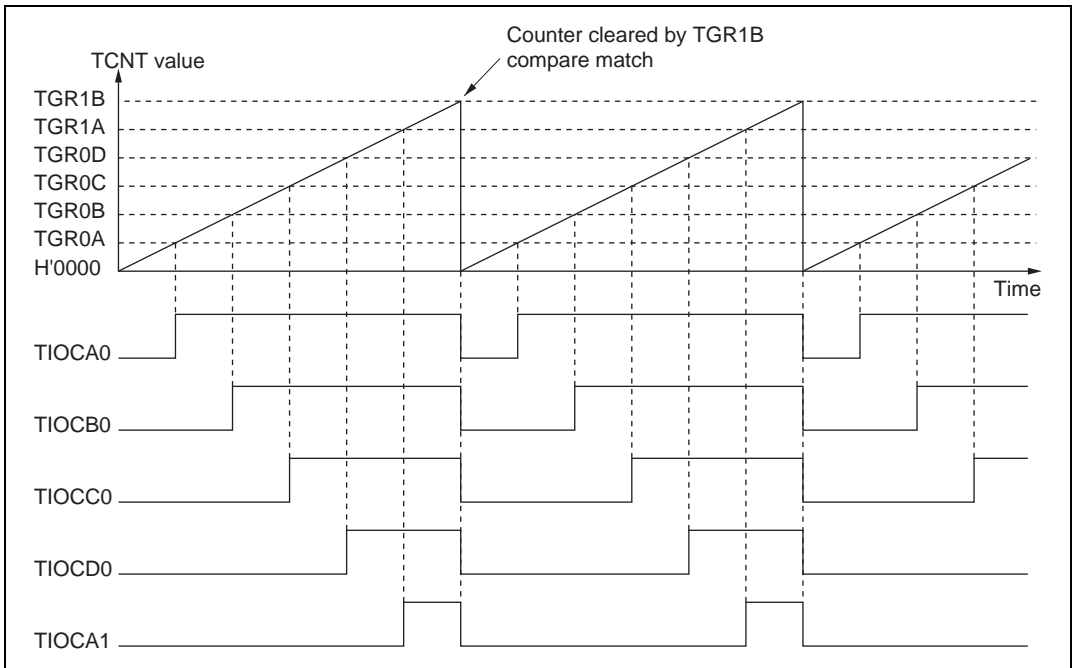 Counter cleared by TGR1B
compare match
TCNT value
TGR1B
TGR1A
TGR0D
TGR0C
TGR0B
TGR0A
H'0000
Time
TIOCA0
TIOCB0
TIOCC0
TIOCD0
TIOCA1